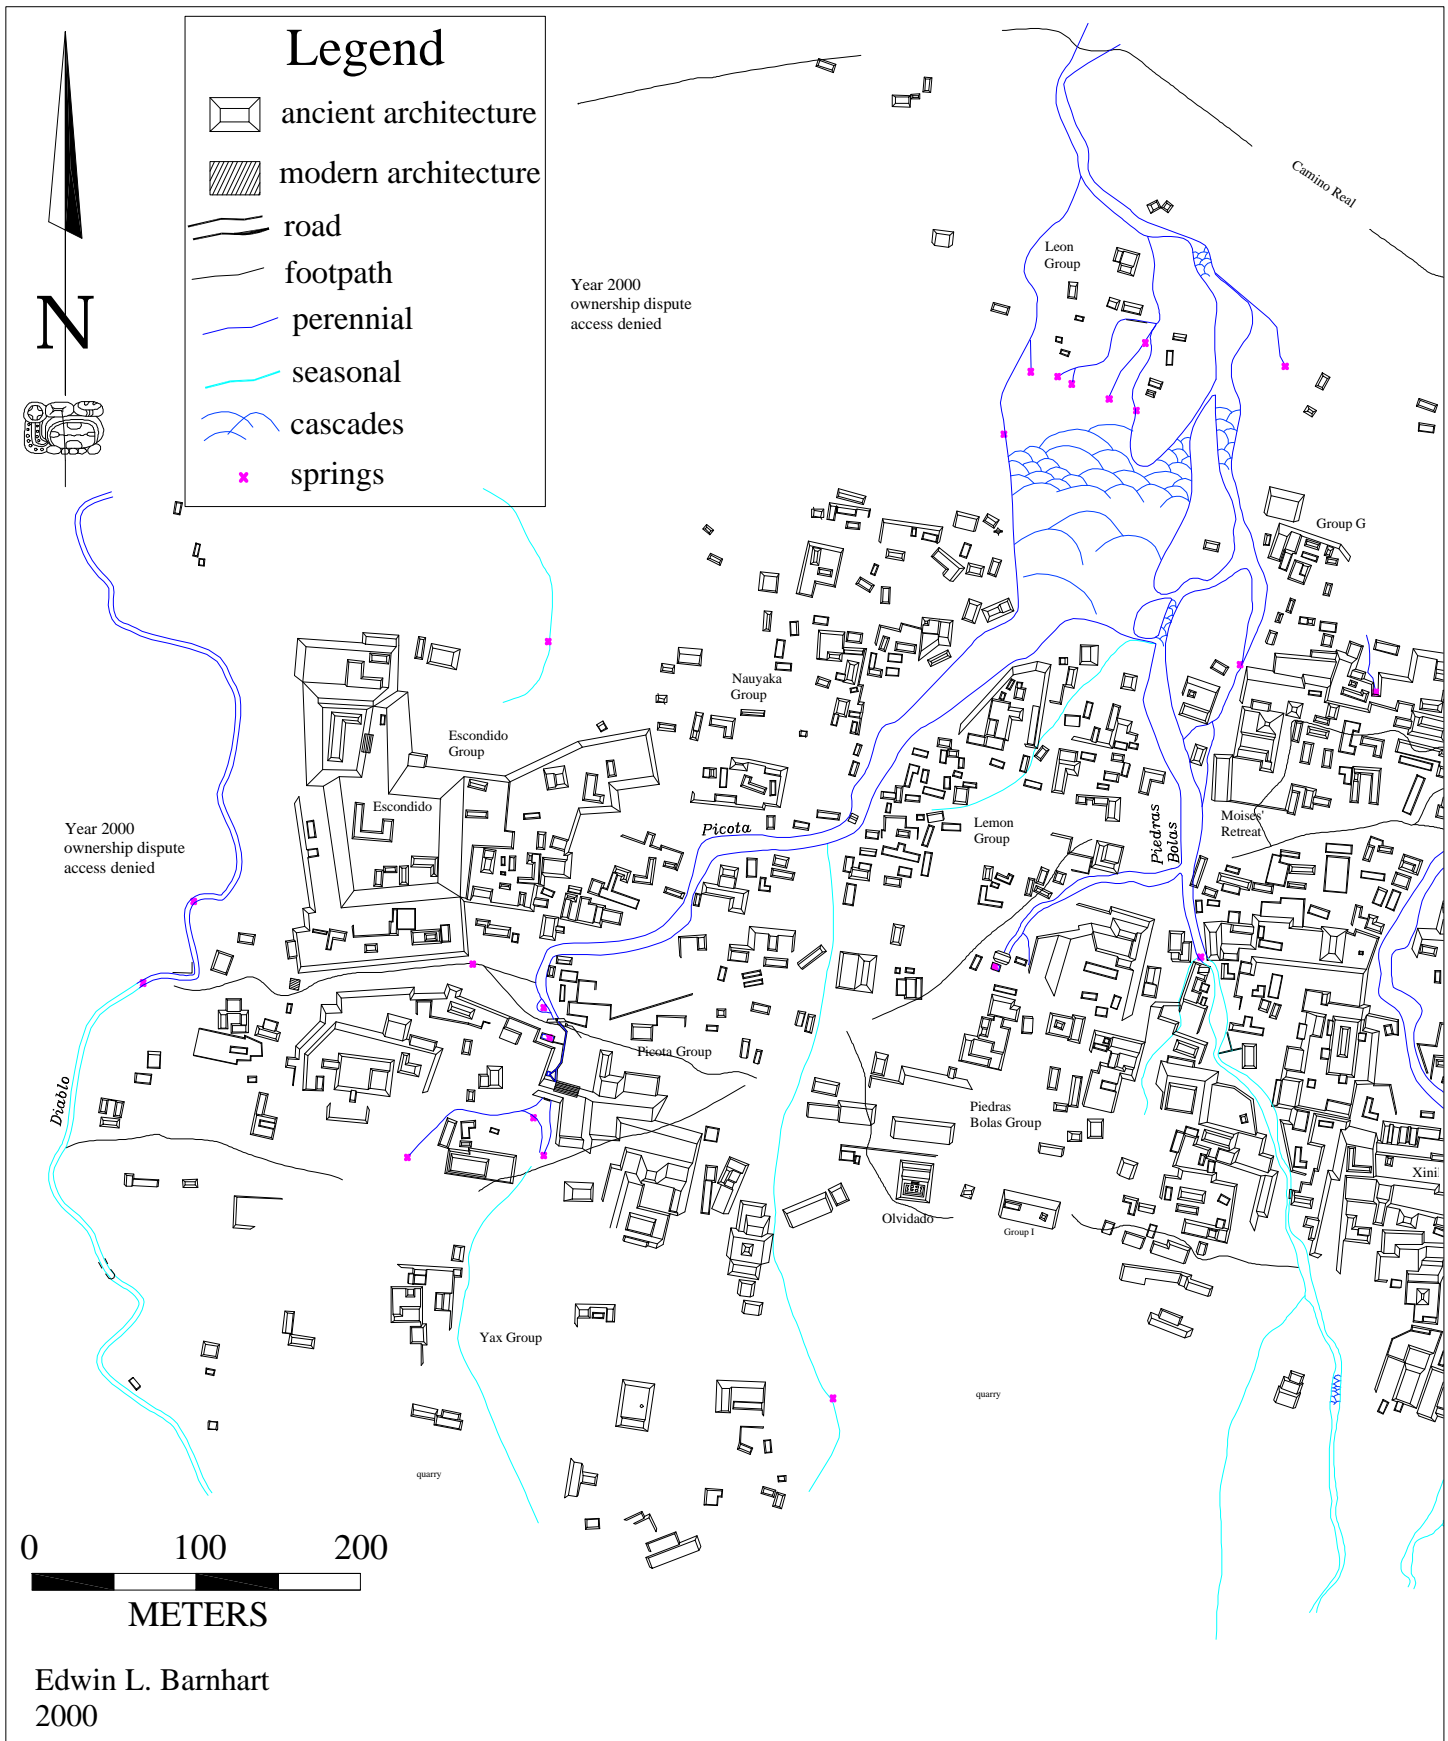 Legend
ancient architecture
modern architecture
road
footpath
perennial
seasonal
cascades
springs
N
Camino Real
Leon
Group
Year 2000
ownership dispute
access denied
Group G
Nauyaka
Group
Escondido
Group
Escondido
Picota
Lemon
Group
Piedras
Bolas
Moises'
Retreat
Year 2000
ownership dispute
access denied
Diablo
Picota Group
Piedras
Bolas Group
Xini
Olvidado
Group I
Yax Group
quarry
quarry
0 100 200
METERS
Edwin L. Barnhart
2000